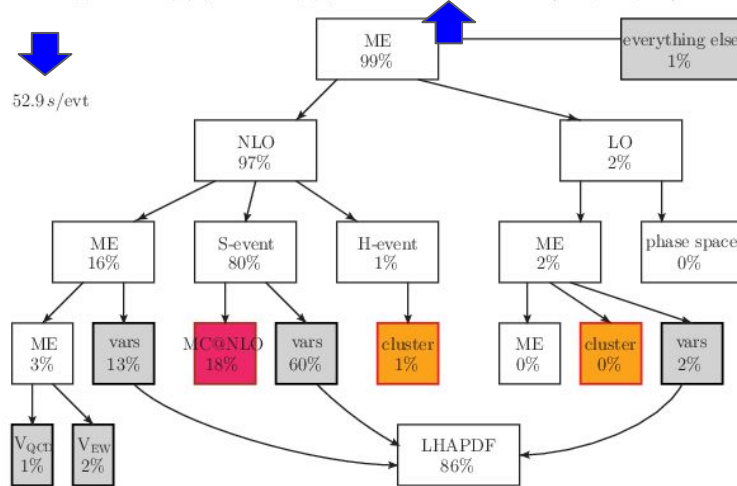 ME
99%
everything else
1%
52.9 s/evt
NLO
97%
LO
2%
ME
16%
S-event
80%
H-event
1%
ME
2%
phase space
0%
ME
3%
vars
13%
MC@NLO
18%
vars
60%
cluster
1%
ME
0%
cluster
0%
vars
2%
V_QCD
1%
V_EW
2%
LHAPDF
86%